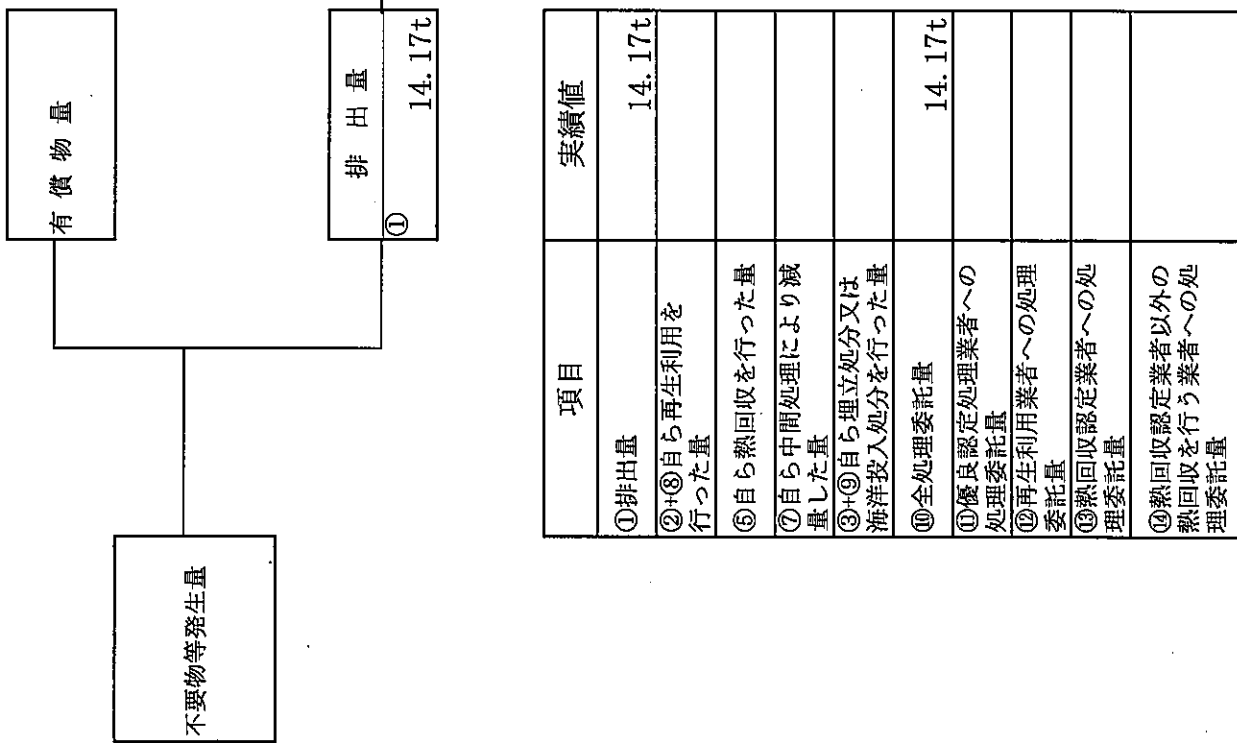 有償物量
不要物等発生量
排出量
①
14.17t
項目
実績値
①排出量
14.17t
②+⑧自ら再生利用を
行った量
⑤自ら熱回収を行った量
⑦自ら中間処理により減
量した量
③+⑨自ら埋立処分又は
海洋投入処分を行った量
⑩全処理委託量
14.17t
⑪優良認定処理業者への
処理委託量
⑫再生利用業者への処理
委託量
⑬熱回収認定業者への処
理委託量
⑭熱回収認定業者以外の
熱回収を行う業者への処
理委託量